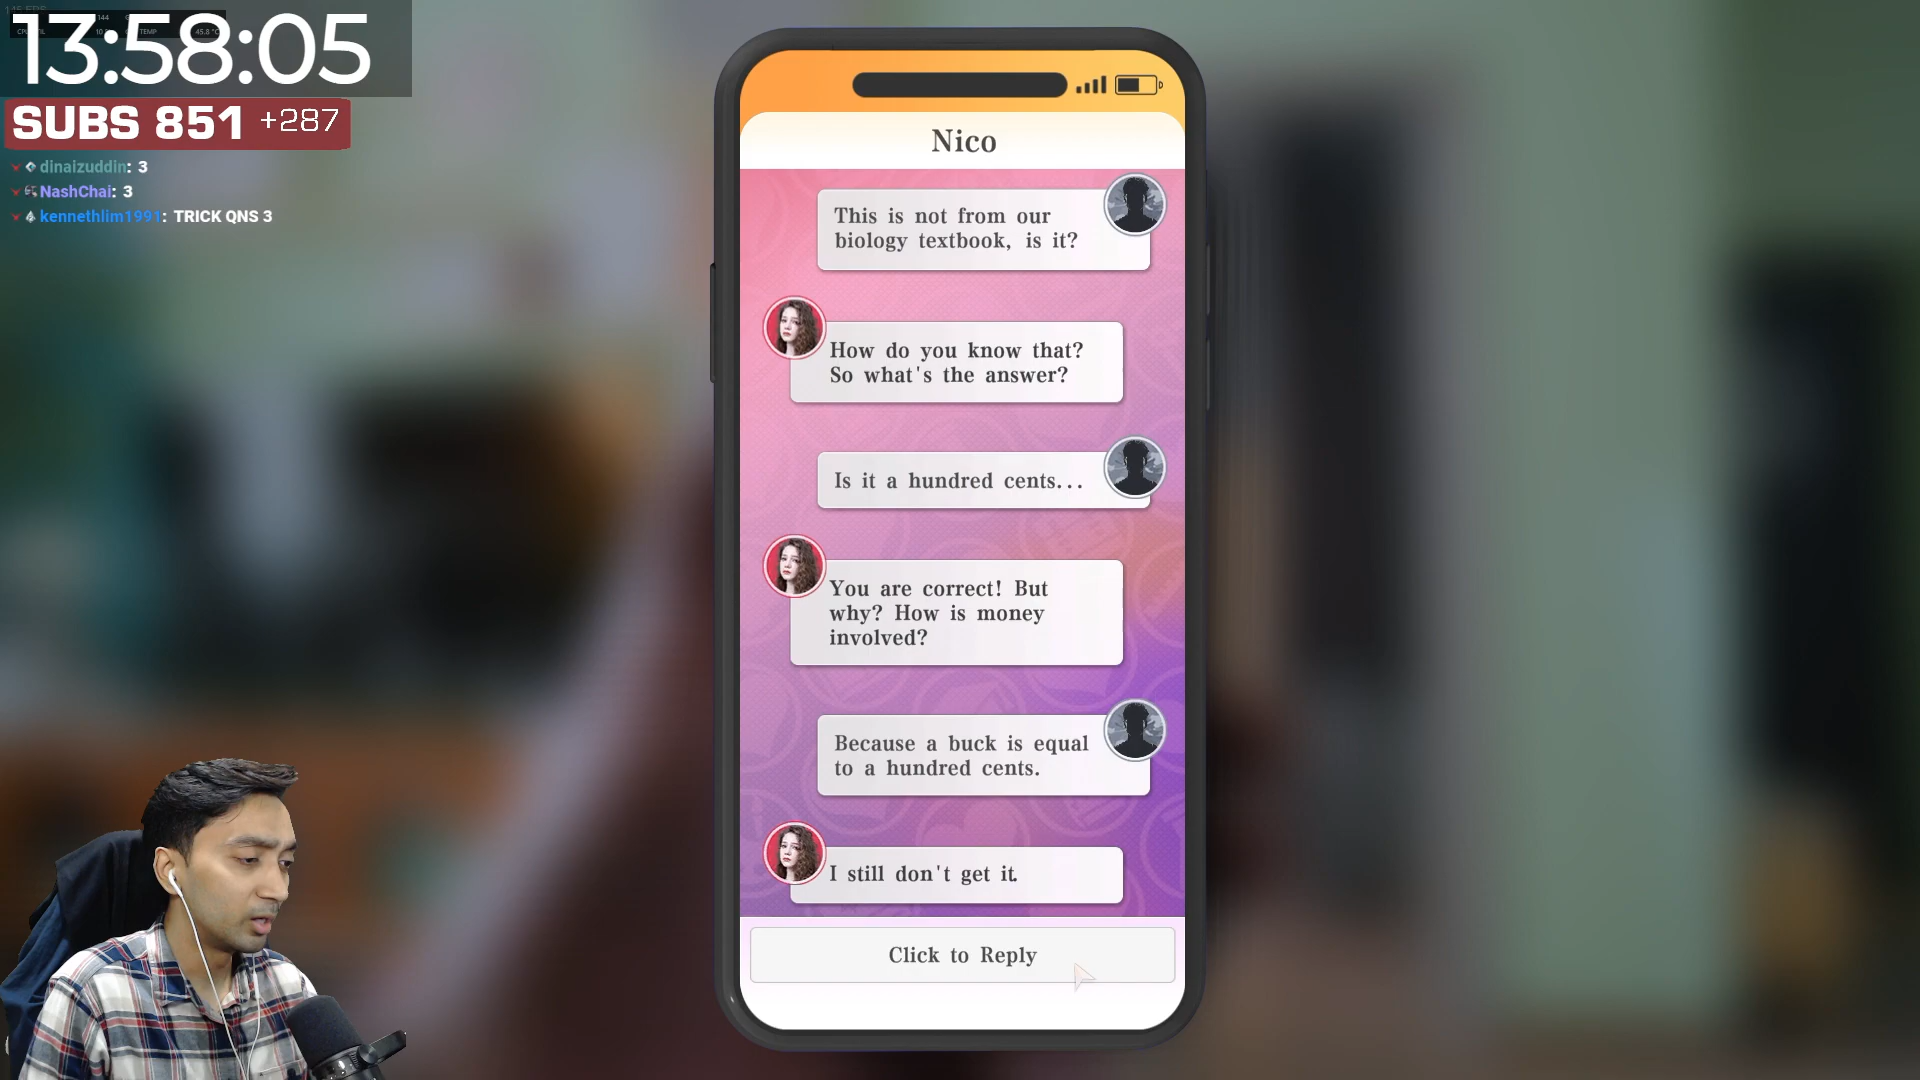 13:58:05
SUBS 851 +287
dinaizuddin: 3
NashChai: 3
kennethlim1991: TRICK QNS 3
Nico
This is not from our
biology textbook, is it?
How do you know that?
So what's the answer?
Is it a hundred cents...
You are correct! But
why? How is money
involved?
Because a buck is equal
to a hundred cents.
I still don't get it.
Click to Reply